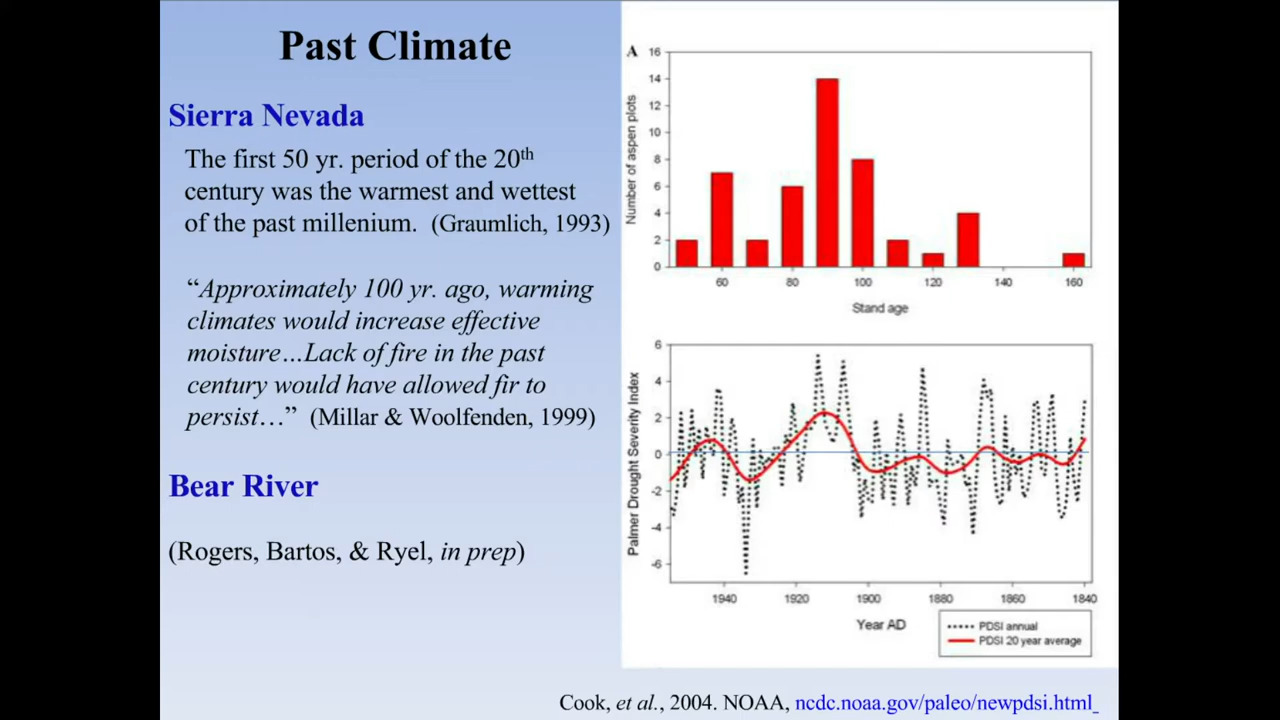 Past Climate
Sierra Nevada
The first 50 yr. period of the 20th
century was the warmest and wettest
of the past millenium. (Graumlich, 1993)
“Approximately 100 yr. ago, warming
climates would increase effective
moisture…Lack of fire in the past
century would have allowed fir to
persist…” (Millar & Woolfenden, 1999)
Bear River
(Rogers, Bartos, & Ryel, in prep)
A
Number of aspen plots
16
14
12
10
8
6
4
2
0
60 80 100 120 140 160
Stand age
Palmer Drought Severity Index
6
4
2
0
-2
-4
-6
1940 1920 1900 1880 1860 1840
Year AD
PDSI annual
PDSI 20 year average
Cook, et al., 2004. NOAA, ncdc.noaa.gov/paleo/newpdsi.html_